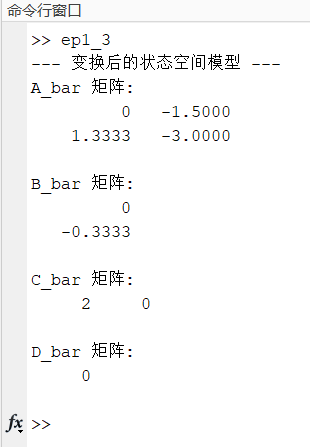 命令行窗口
>> ep1_3
--- 变换后的状态空间模型 ---
A_bar 矩阵:
         0   -1.5000
    1.3333   -3.0000
B_bar 矩阵:
         0
   -0.3333
C_bar 矩阵:
     2     0
D_bar 矩阵:
     0
fx >>